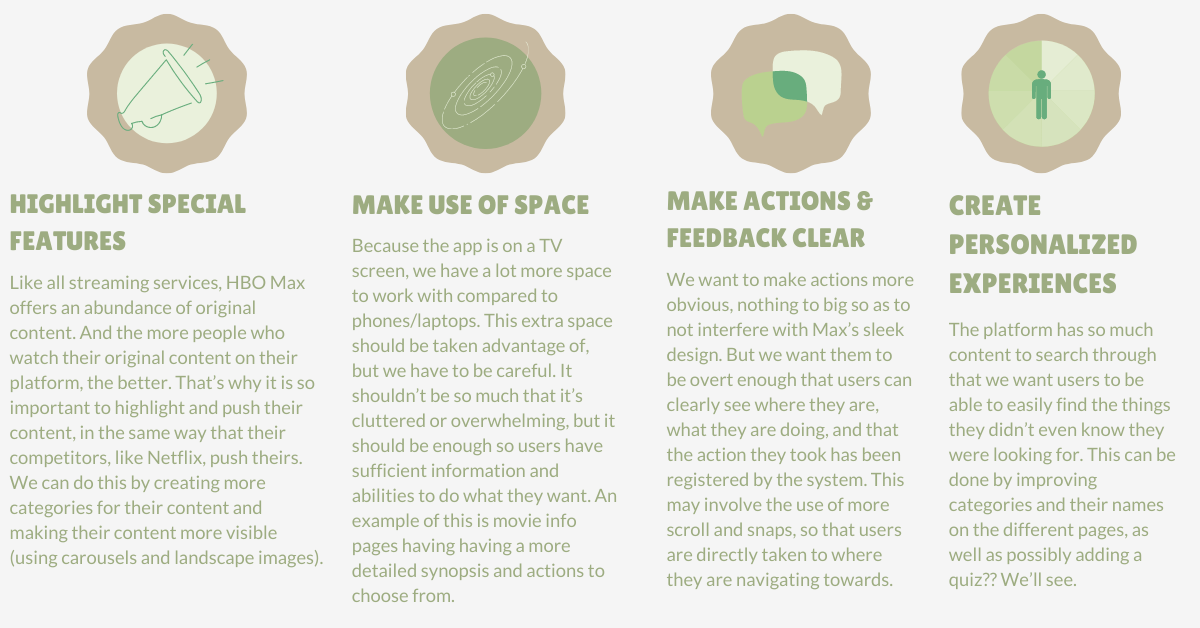 HIGHLIGHT SPECIAL
FEATURES
Like all streaming services, HBO Max
offers an abundance of original
content. And the more people who
watch their original content on their
platform, the better. That’s why it is so
important to highlight and push their
content, in the same way that their
competitors, like Netflix, push theirs.
We can do this by creating more
categories for their content and
making their content more visible
(using carousels and landscape images).
MAKE USE OF SPACE
Because the app is on a TV
screen, we have a lot more space
to work with compared to
phones/laptops. This extra space
should be taken advantage of,
but we have to be careful. It
shouldn’t be so much that it’s
cluttered or overwhelming, but it
should be enough so users have
sufficient information and
abilities to do what they want. An
example of this is movie info
pages having having a more
detailed synopsis and actions to
choose from.
MAKE ACTIONS &
FEEDBACK CLEAR
We want to make actions more
obvious, nothing to big so as to
not interfere with Max’s sleek
design. But we want them to
be overt enough that users can
clearly see where they are,
what they are doing, and that
the action they took has been
registered by the system. This
may involve the use of more
scroll and snaps, so that users
are directly taken to where
they are navigating towards.
CREATE
PERSONALIZED
EXPERIENCES
The platform has so much
content to search through
that we want users to be
able to easily find the things
they didn’t even know they
were looking for. This can be
done by improving
categories and their names
on the different pages, as
well as possibly adding a
quiz?? We’ll see.